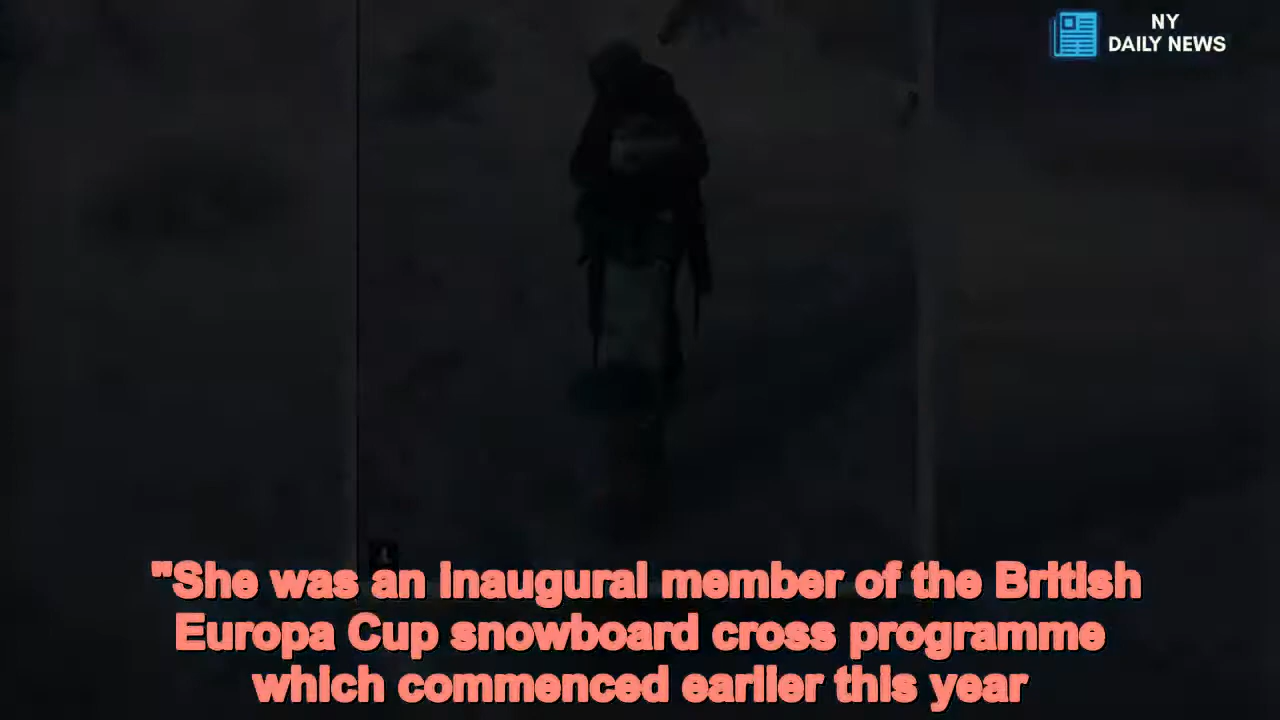 NY
DAILY NEWS
"She was an inaugural member of the British
Europa Cup snowboard cross programme
which commenced earlier this year